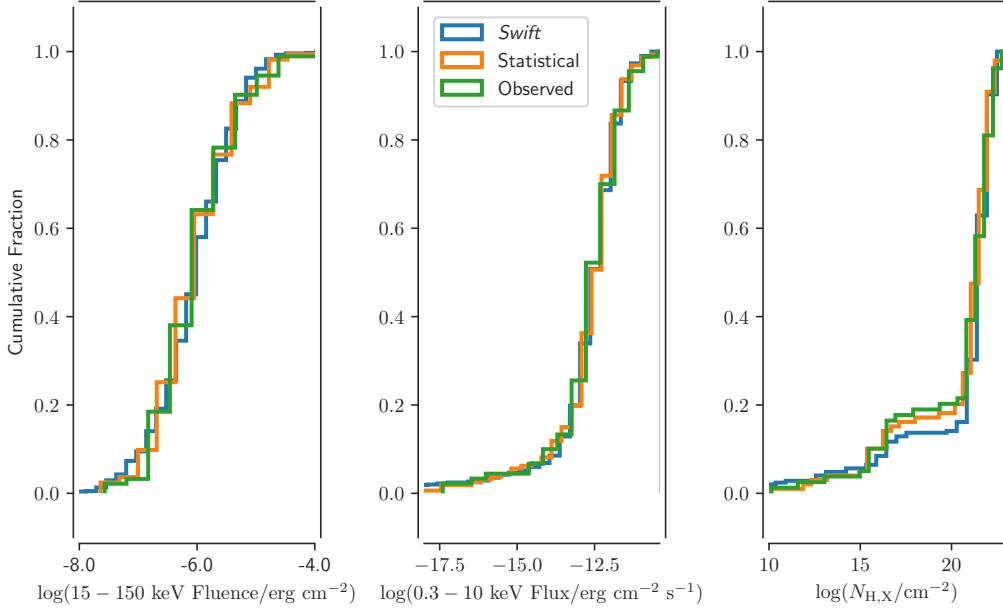 Cumulative Fraction
1.0
0.8
0.6
0.4
0.2
0.0
-8.0 -6.0 -4.0
log(15 − 150 keV Fluence/erg cm⁻²)
Swift
Statistical
Observed
1.0
0.8
0.6
0.4
0.2
0.0
−17.5 −15.0 −12.5
log(0.3 − 10 keV Flux/erg cm⁻² s⁻¹)
1.0
0.8
0.6
0.4
0.2
0.0
10 15 20
log(N_H,X/cm⁻²)